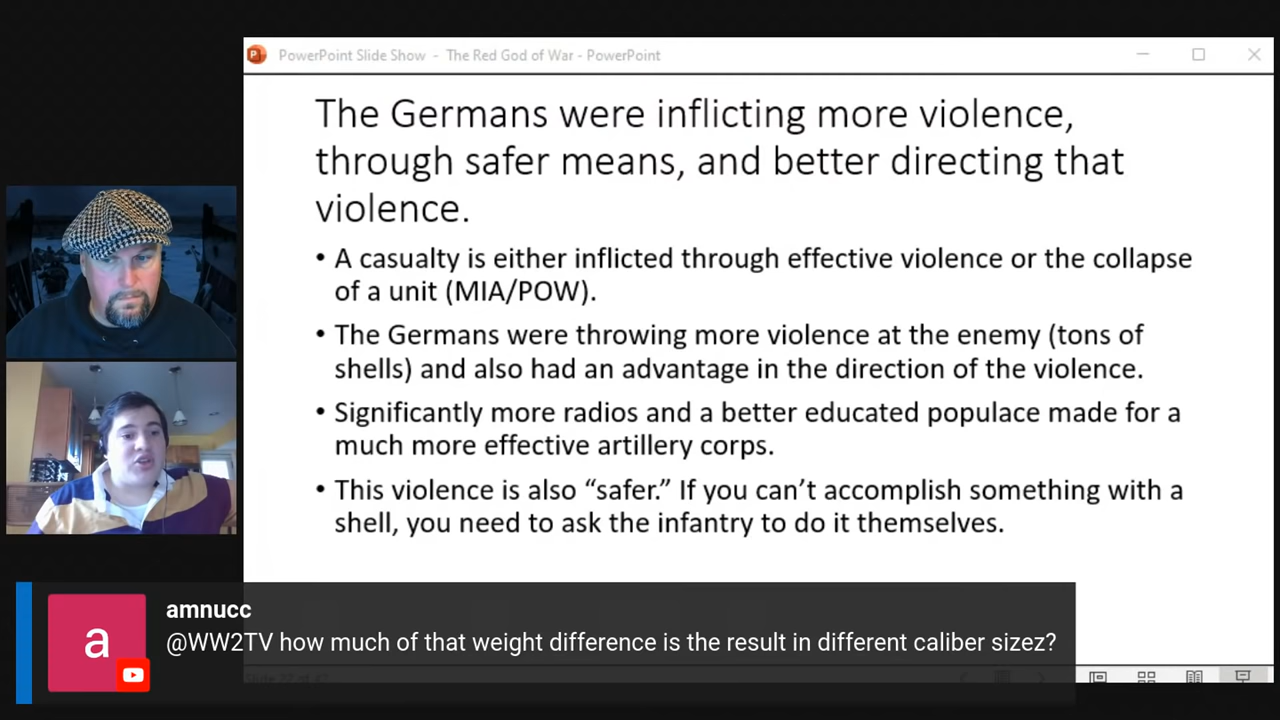 PowerPoint Slide Show - The Red God of War - PowerPoint
The Germans were inflicting more violence,
through safer means, and better directing that
violence.
• A casualty is either inflicted through effective violence or the collapse
of a unit (MIA/POW).
• The Germans were throwing more violence at the enemy (tons of
shells) and also had an advantage in the direction of the violence.
• Significantly more radios and a better educated populace made for a
much more effective artillery corps.
• This violence is also “safer.” If you can’t accomplish something with a
shell, you need to ask the infantry to do it themselves.
a
amnucc
@WW2TV how much of that weight difference is the result in different caliber sizez?